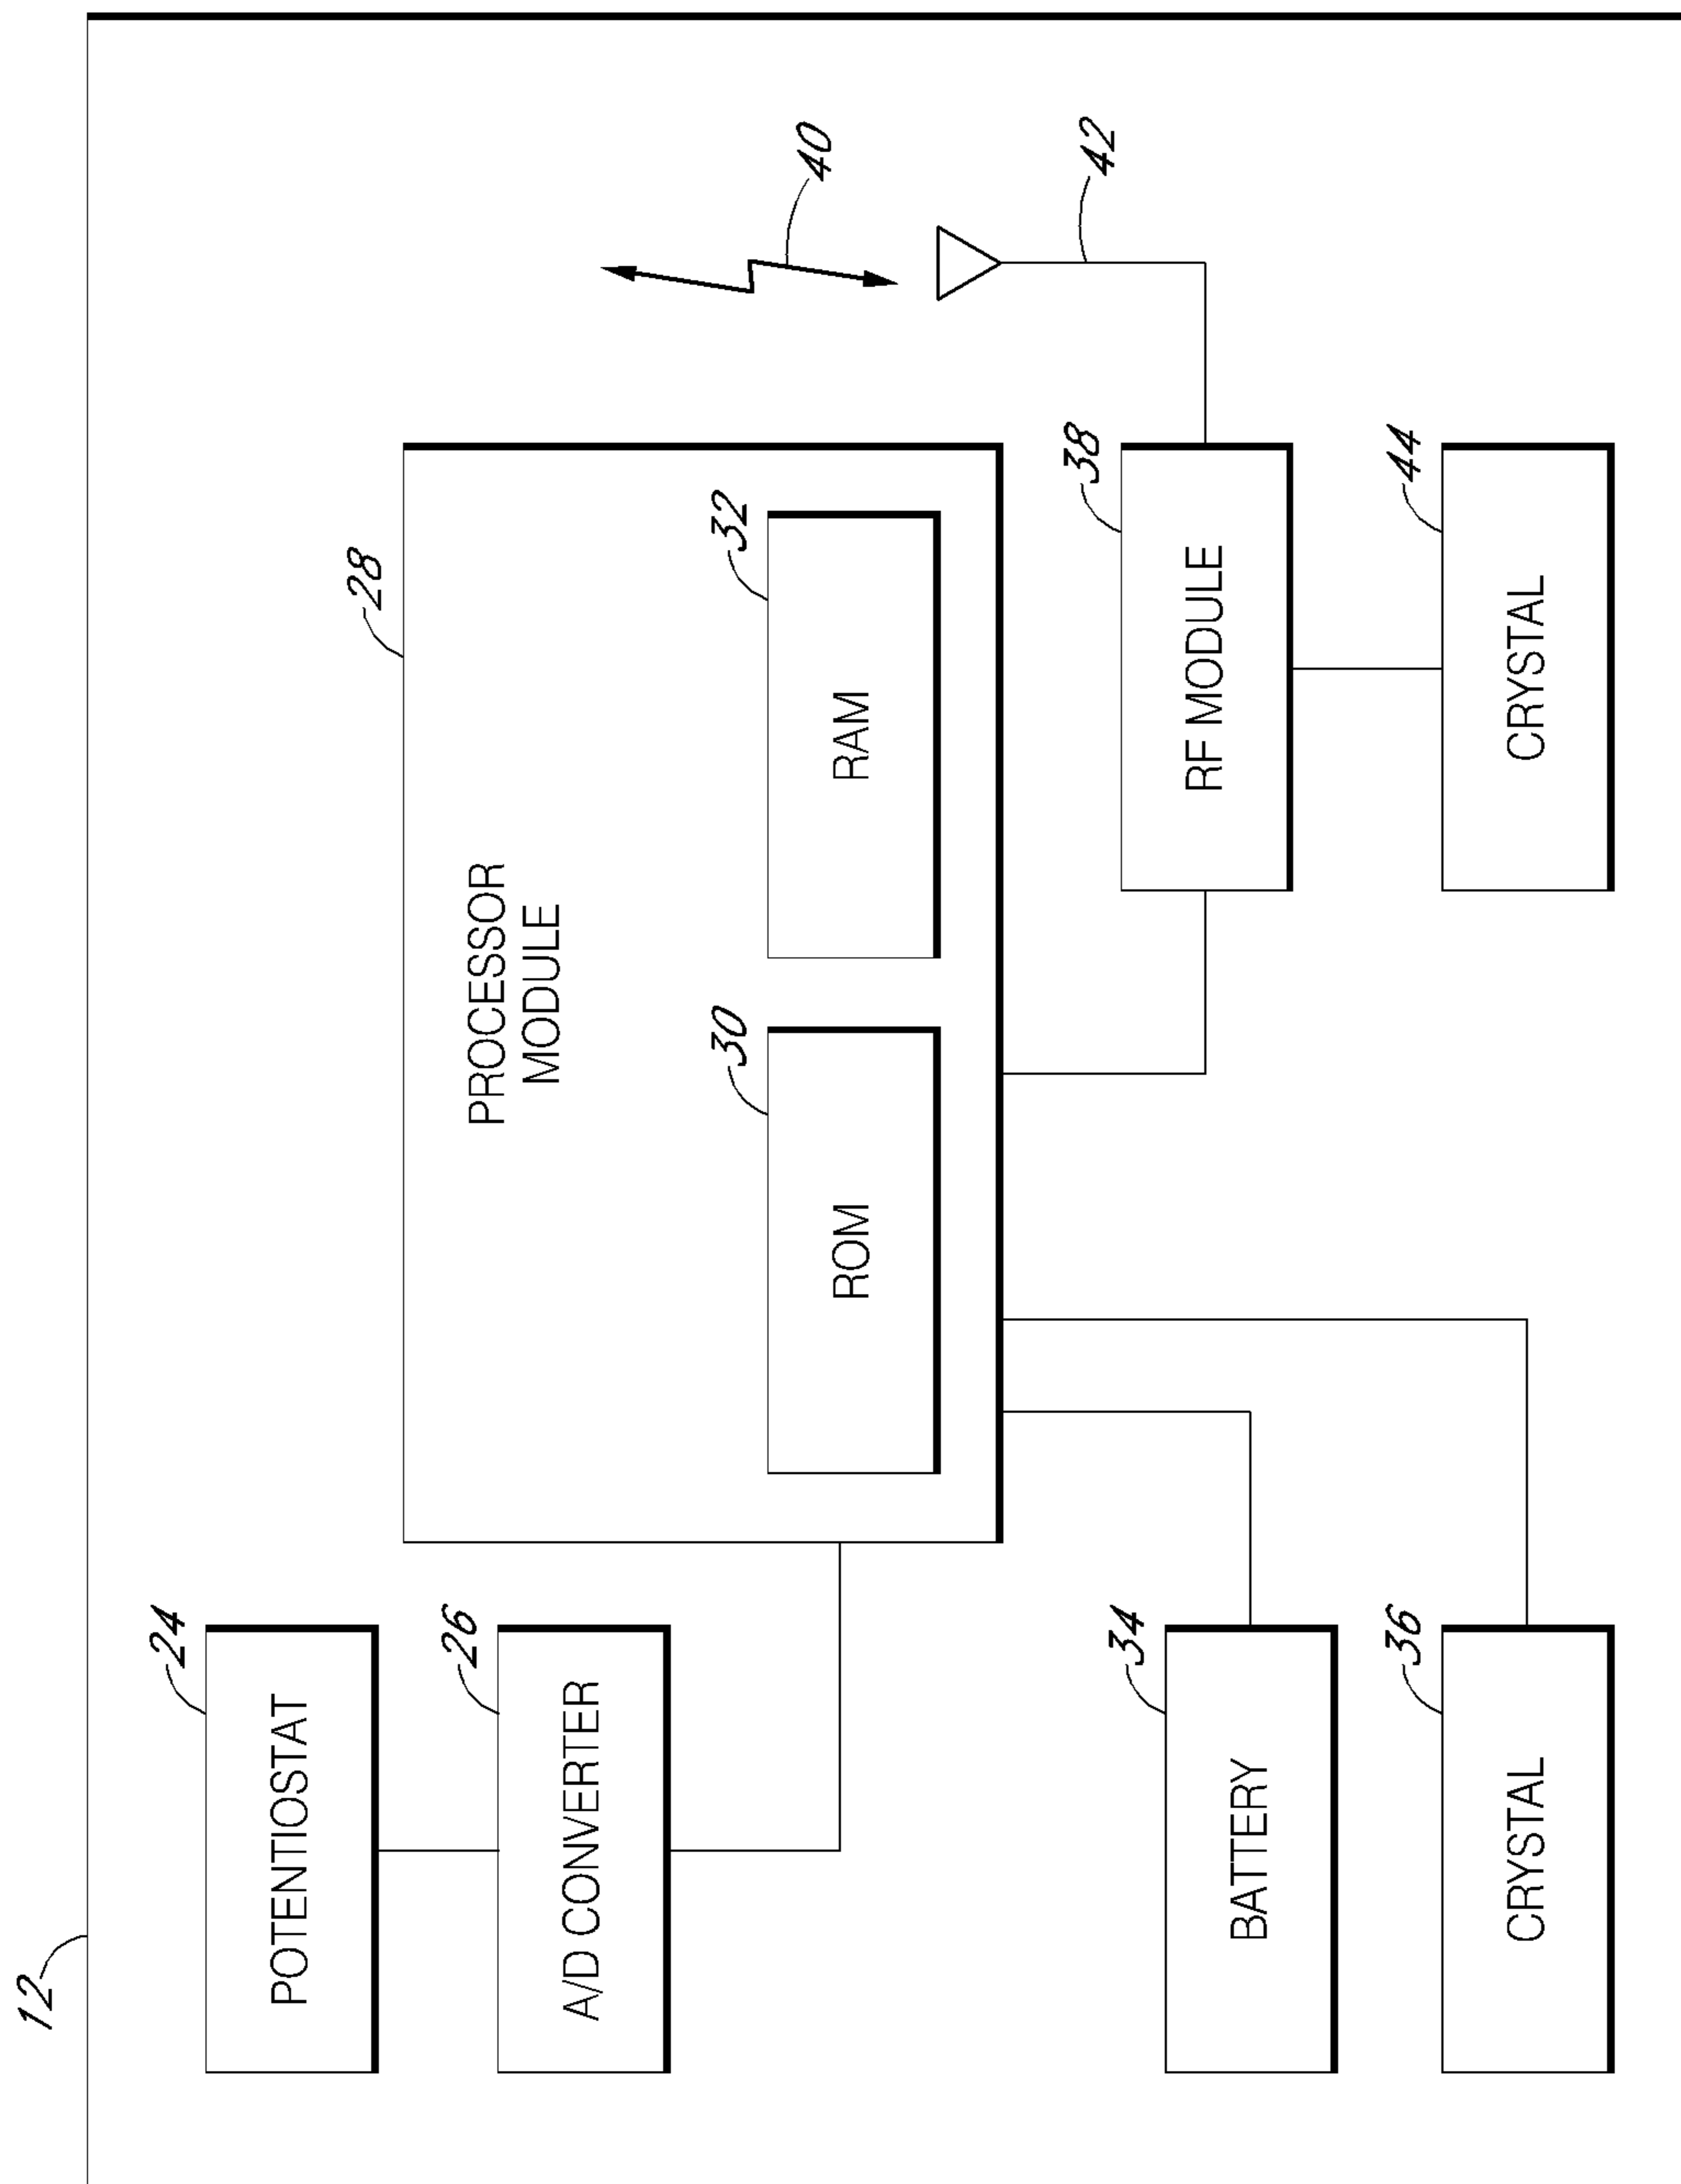 12
24
POTENTIOSTAT
26
A/D CONVERTER
28
PROCESSOR
MODULE
30
ROM
32
RAM
40
42
34
BATTERY
38
RF MODULE
36
CRYSTAL
44
CRYSTAL